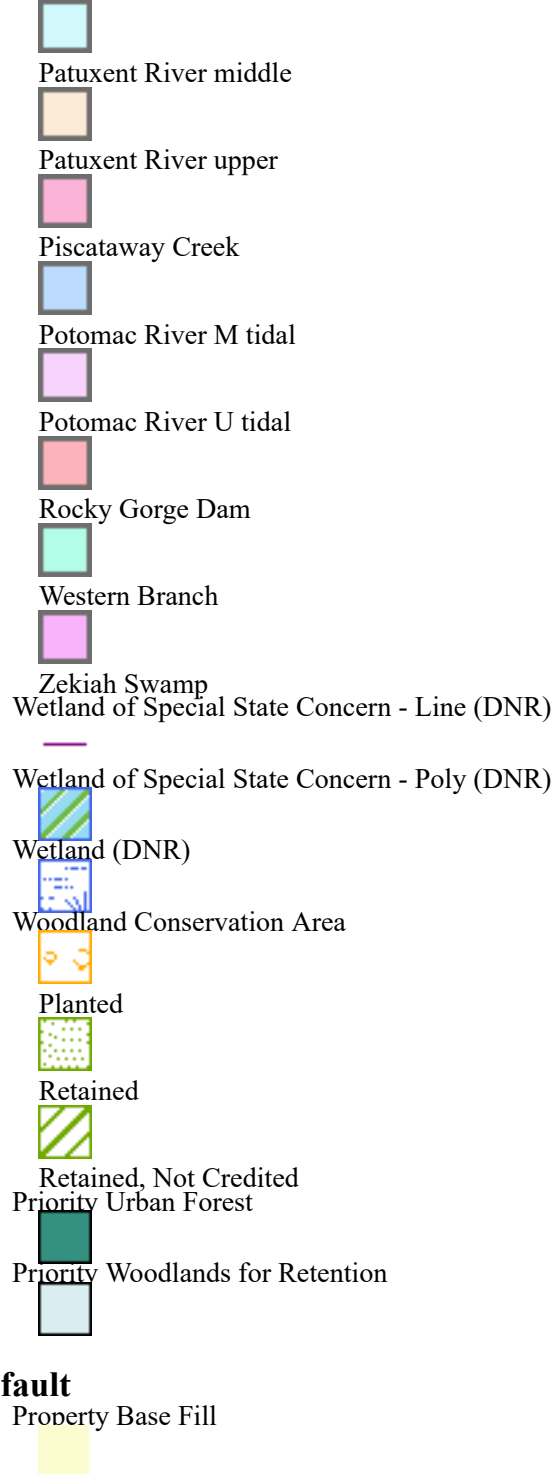 Patuxent River middle
Patuxent River upper
Piscataway Creek
Potomac River M tidal
Potomac River U tidal
Rocky Gorge Dam
Western Branch
Zekiah Swamp
Wetland of Special State Concern - Line (DNR)
Wetland of Special State Concern - Poly (DNR)
Wetland (DNR)
Woodland Conservation Area
Planted
Retained
Retained, Not Credited
Priority Urban Forest
Priority Woodlands for Retention
fault
Property Base Fill